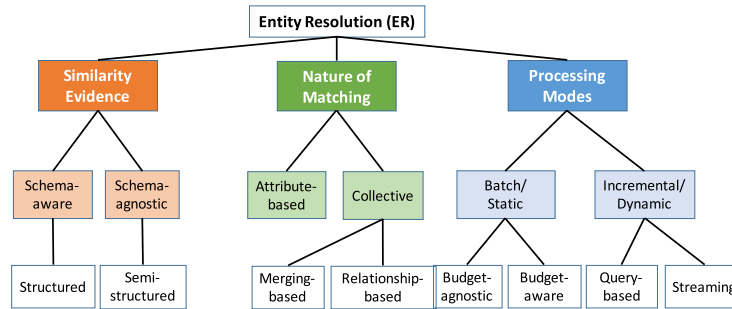 Entity Resolution (ER)
Similarity
Evidence
Nature of
Matching
Processing
Modes
Schema-
aware
Schema-
agnostic
Attribute-
based
Collective
Batch/
Static
Incremental/
Dynamic
Structured
Semi-
structured
Merging-
based
Relationship-
based
Budget-
agnostic
Budget-
aware
Query-
based
Streaming